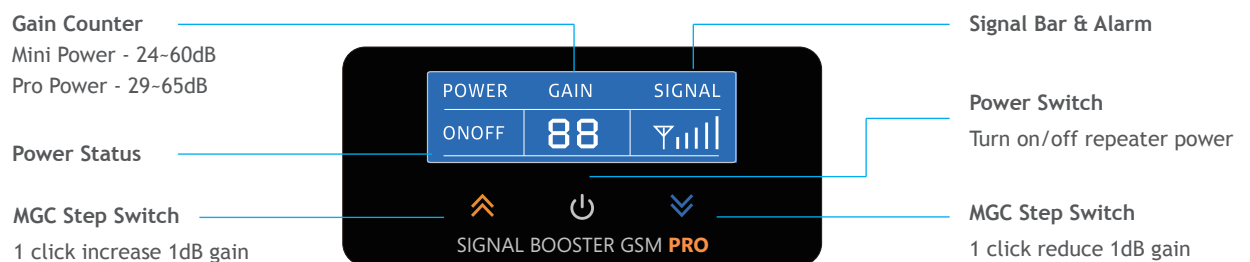 Gain Counter
Mini Power - 24~60dB
Pro Power - 29~65dB
Power Status
MGC Step Switch
1 click increase 1dB gain
POWER GAIN SIGNAL
ONOFF 88
SIGNAL BOOSTER GSM PRO
Signal Bar & Alarm
Power Switch
Turn on/off repeater power
MGC Step Switch
1 click reduce 1dB gain